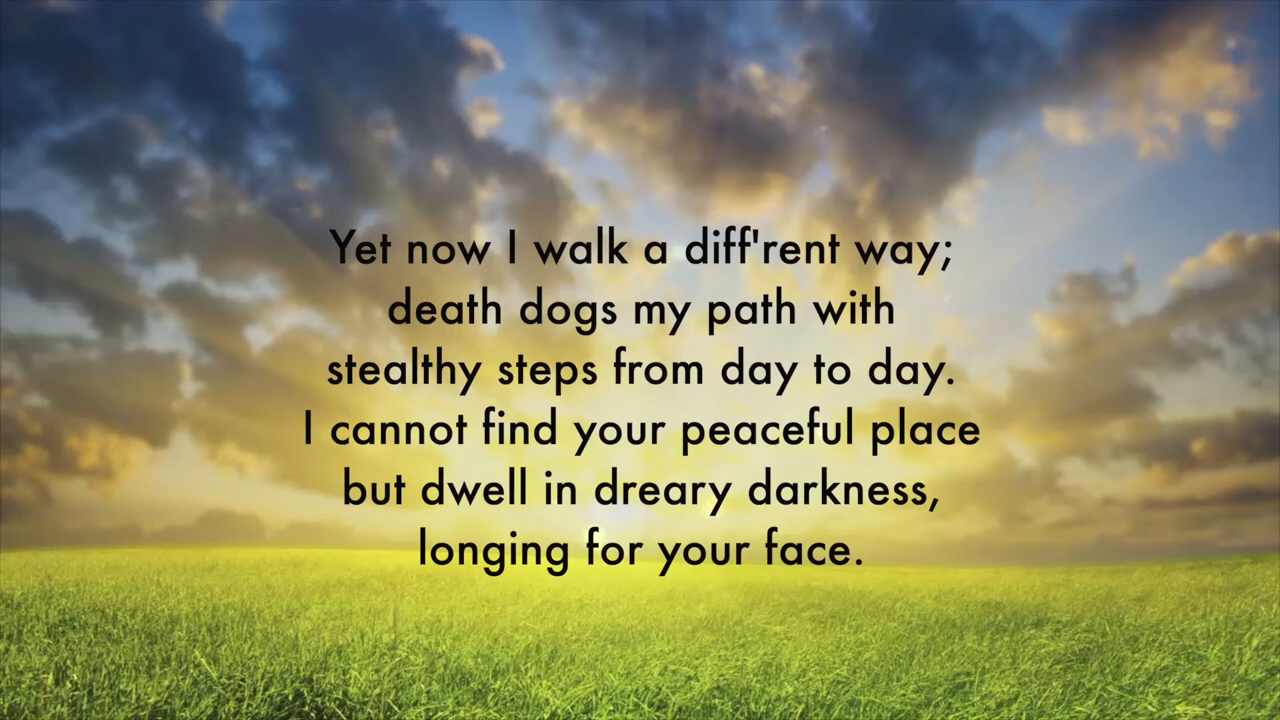 Yet now I walk a diff'rent way;
death dogs my path with
stealthy steps from day to day.
I cannot find your peaceful place
but dwell in dreary darkness,
longing for your face.